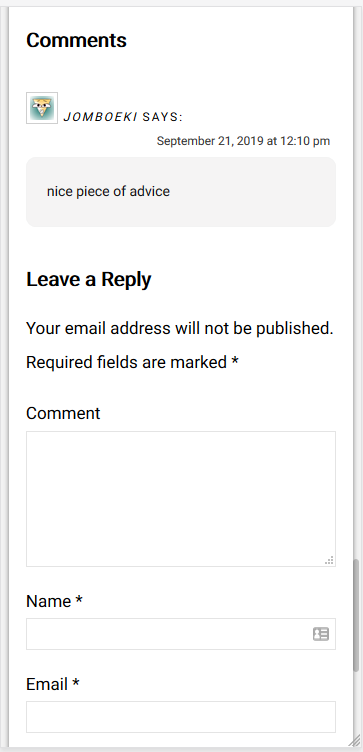 Comments
JOMBOEKI SAYS:
September 21, 2019 at 12:10 pm
nice piece of advice
Leave a Reply
Your email address will not be published.
Required fields are marked *
Comment
Name *
Email *